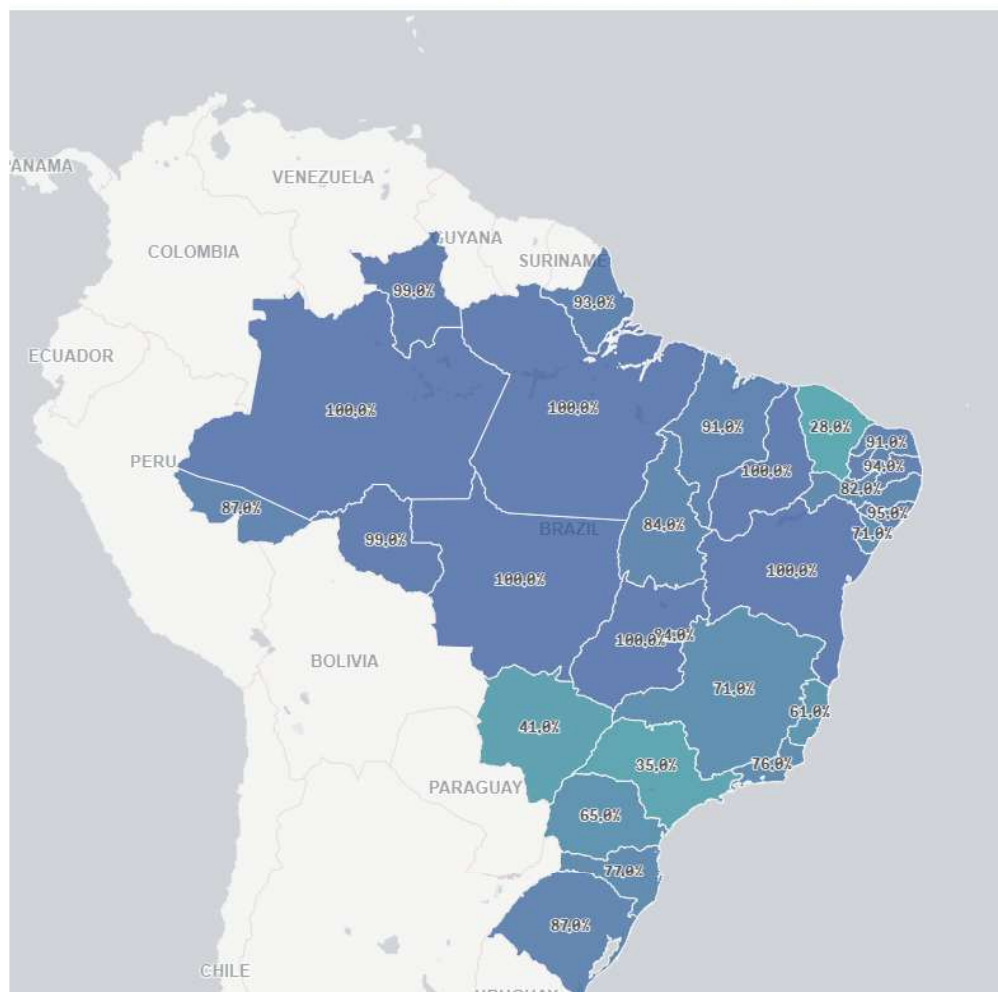 PANAMA
VENEZUELA
GUYANA
COLOMBIA
SURINAME
99,0%
93,0%
ECUADOR
100,0%
100,0%
28,0%
91,0%
91,0%
PERU
94,0%
100,0%
82,0%
87,0%
95,0%
84,0%
BRAZIL
71,0%
99,0%
100,0%
100,0%
94,0%
100,0%
BOLIVIA
71,0%
61,0%
41,0%
76,0%
35,0%
PARAGUAY
65,0%
77,0%
87,0%
CHILE
URUGUAY